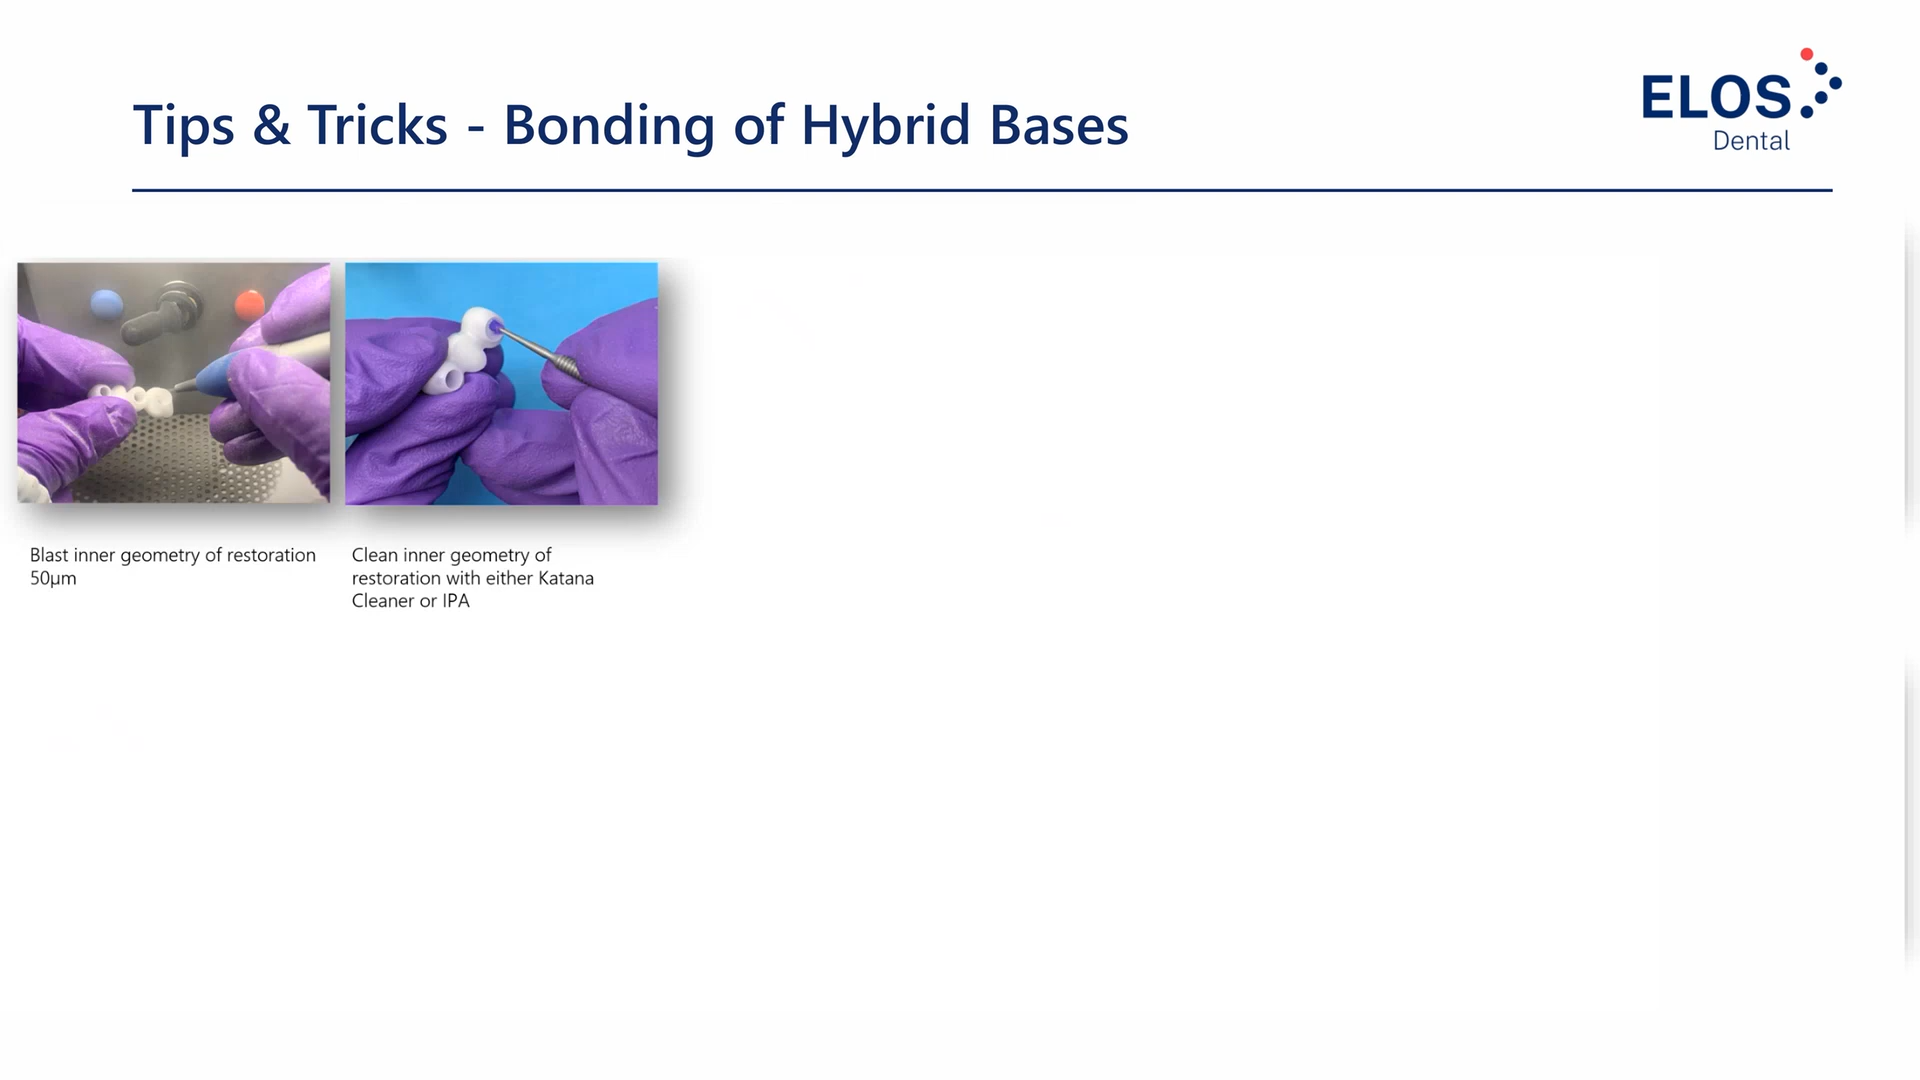 Tips & Tricks - Bonding of Hybrid Bases
ELOS
Dental
Blast inner geometry of restoration
50µm
Clean inner geometry of
restoration with either Katana
Cleaner or IPA